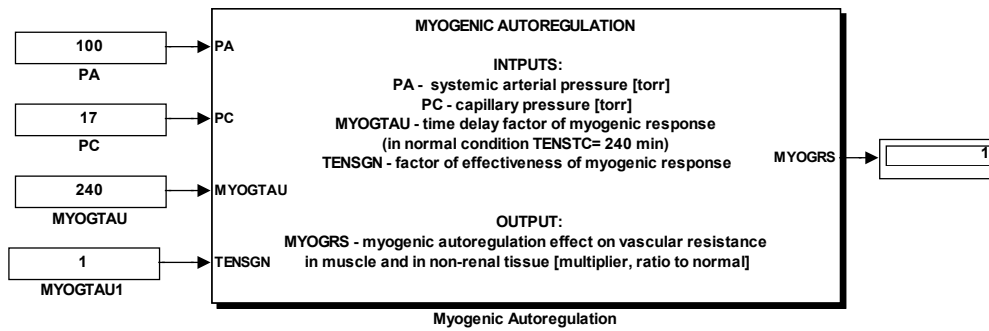 MYOGENIC AUTOREGULATION
100
PA
PA
INTPUTS:
PA - systemic arterial pressure [torr]
17
PC
PC
PC - capillary pressure [torr]
MYOGTAU - time delay factor of myogenic response
(in normal condition TENSTC= 240 min)
TENSGN - factor of effectiveness of myogenic response
MYOGRS
1
240
MYOGTAU
MYOGTAU
OUTPUT:
MYOGRS - myogenic autoregulation effect on vascular resistance
in muscle and in non-renal tissue [multiplier, ratio to normal]
1
MYOGTAU1
TENSGN
Myogenic Autoregulation